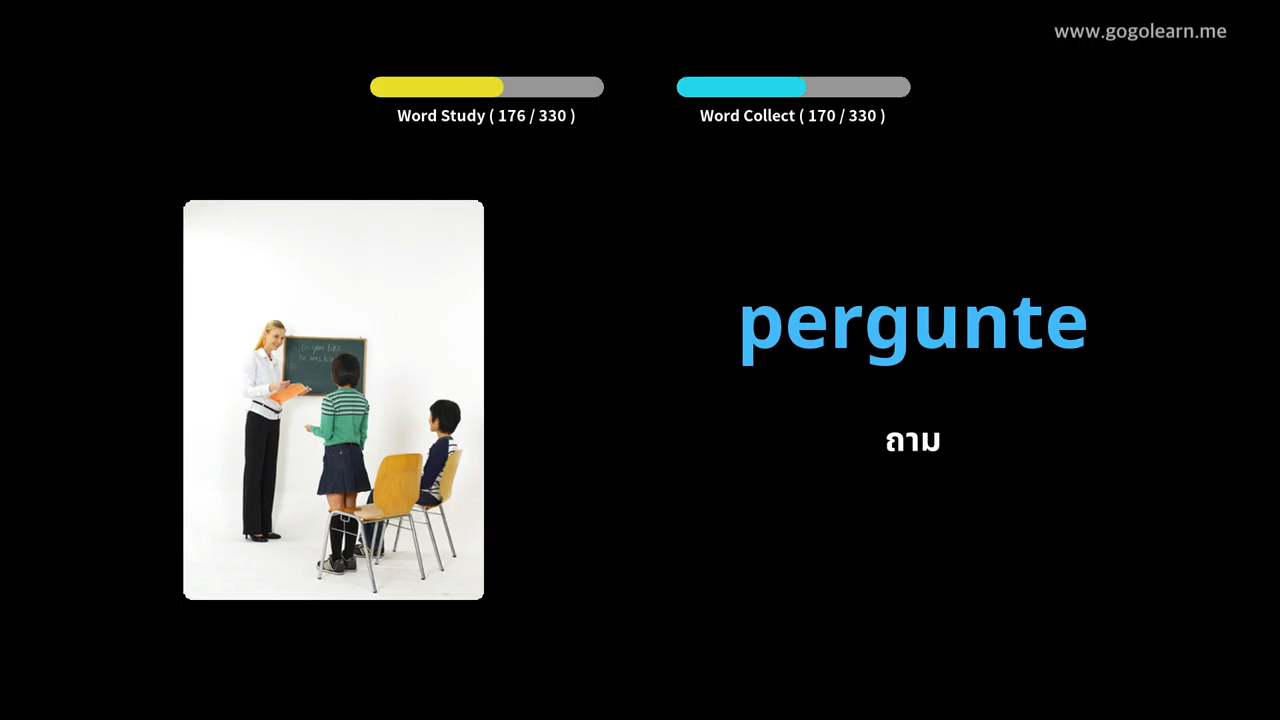 www.gogolearn.me
Word Study ( 176 / 330 )
Word Collect ( 170 / 330 )
pergunte
ถาม